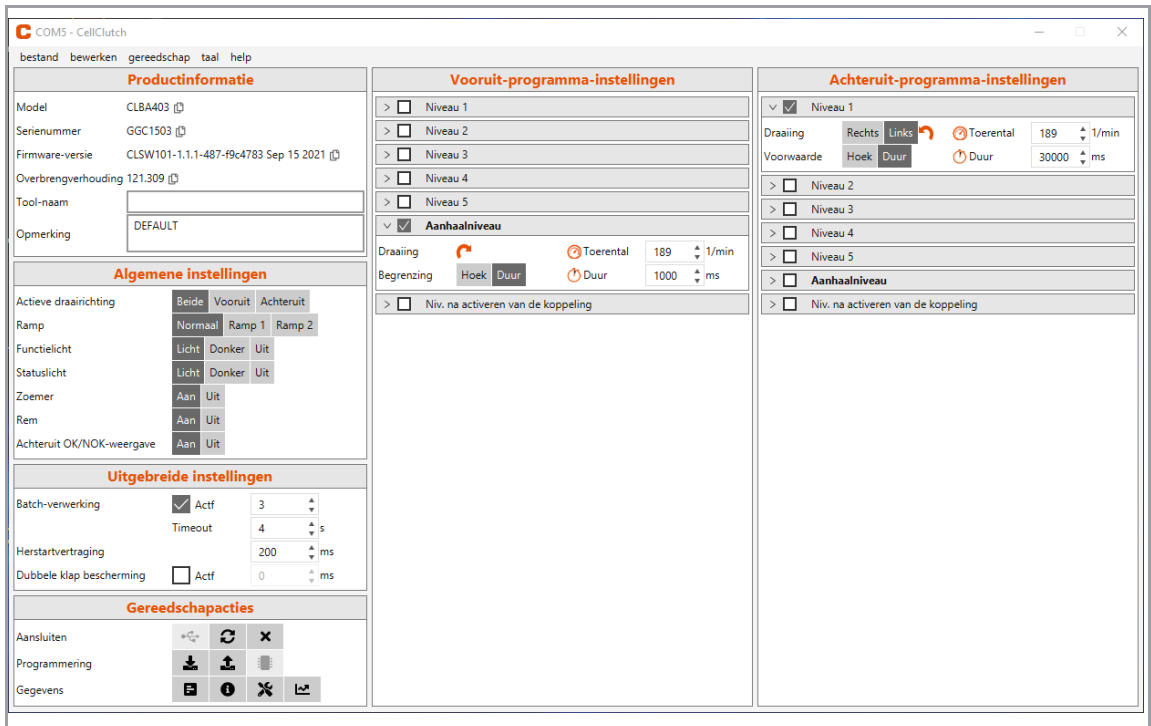 COM5 - CellClutch
bestand bewerken gereedschap taal help
Productinformatie
Model CLBA403
Serienummer GGC1503
Firmware-versie CLSW101-1.1.1-487-f9c4783 Sep 15 2021
Overbrengverhouding 121.309
Tool-naam
Opmerking DEFAULT
Algemene instellingen
Actieve draairichting Beide Vooruit Achteruit
Ramp Normaal Ramp 1 Ramp 2
Functielicht Licht Donker Uit
Statuslicht Licht Donker Uit
Zoemer Aan Uit
Rem Aan Uit
Achteruit OK/NOK-weergave Aan Uit
Uitgebreide instellingen
Batch-verwerking Actf 3
Timeout 4 s
Herstartvertraging 200 ms
Dubbele klap bescherming Actf 0 ms
Gereedschapacties
Aansluiten
Programmering
Gegevens
Vooruit-programma-instellingen
Niveau 1
Niveau 2
Niveau 3
Niveau 4
Niveau 5
Aanhaalniveau
Draaiing Toerental 189 1/min
Begrenzing Hoek Duur Duur 1000 ms
Niv. na activeren van de koppeling
Achteruit-programma-instellingen
Niveau 1
Draaiing Rechts Links Toerental 189 1/min
Voorwaarde Hoek Duur Duur 30000 ms
Niveau 2
Niveau 3
Niveau 4
Niveau 5
Aanhaalniveau
Niv. na activeren van de koppeling